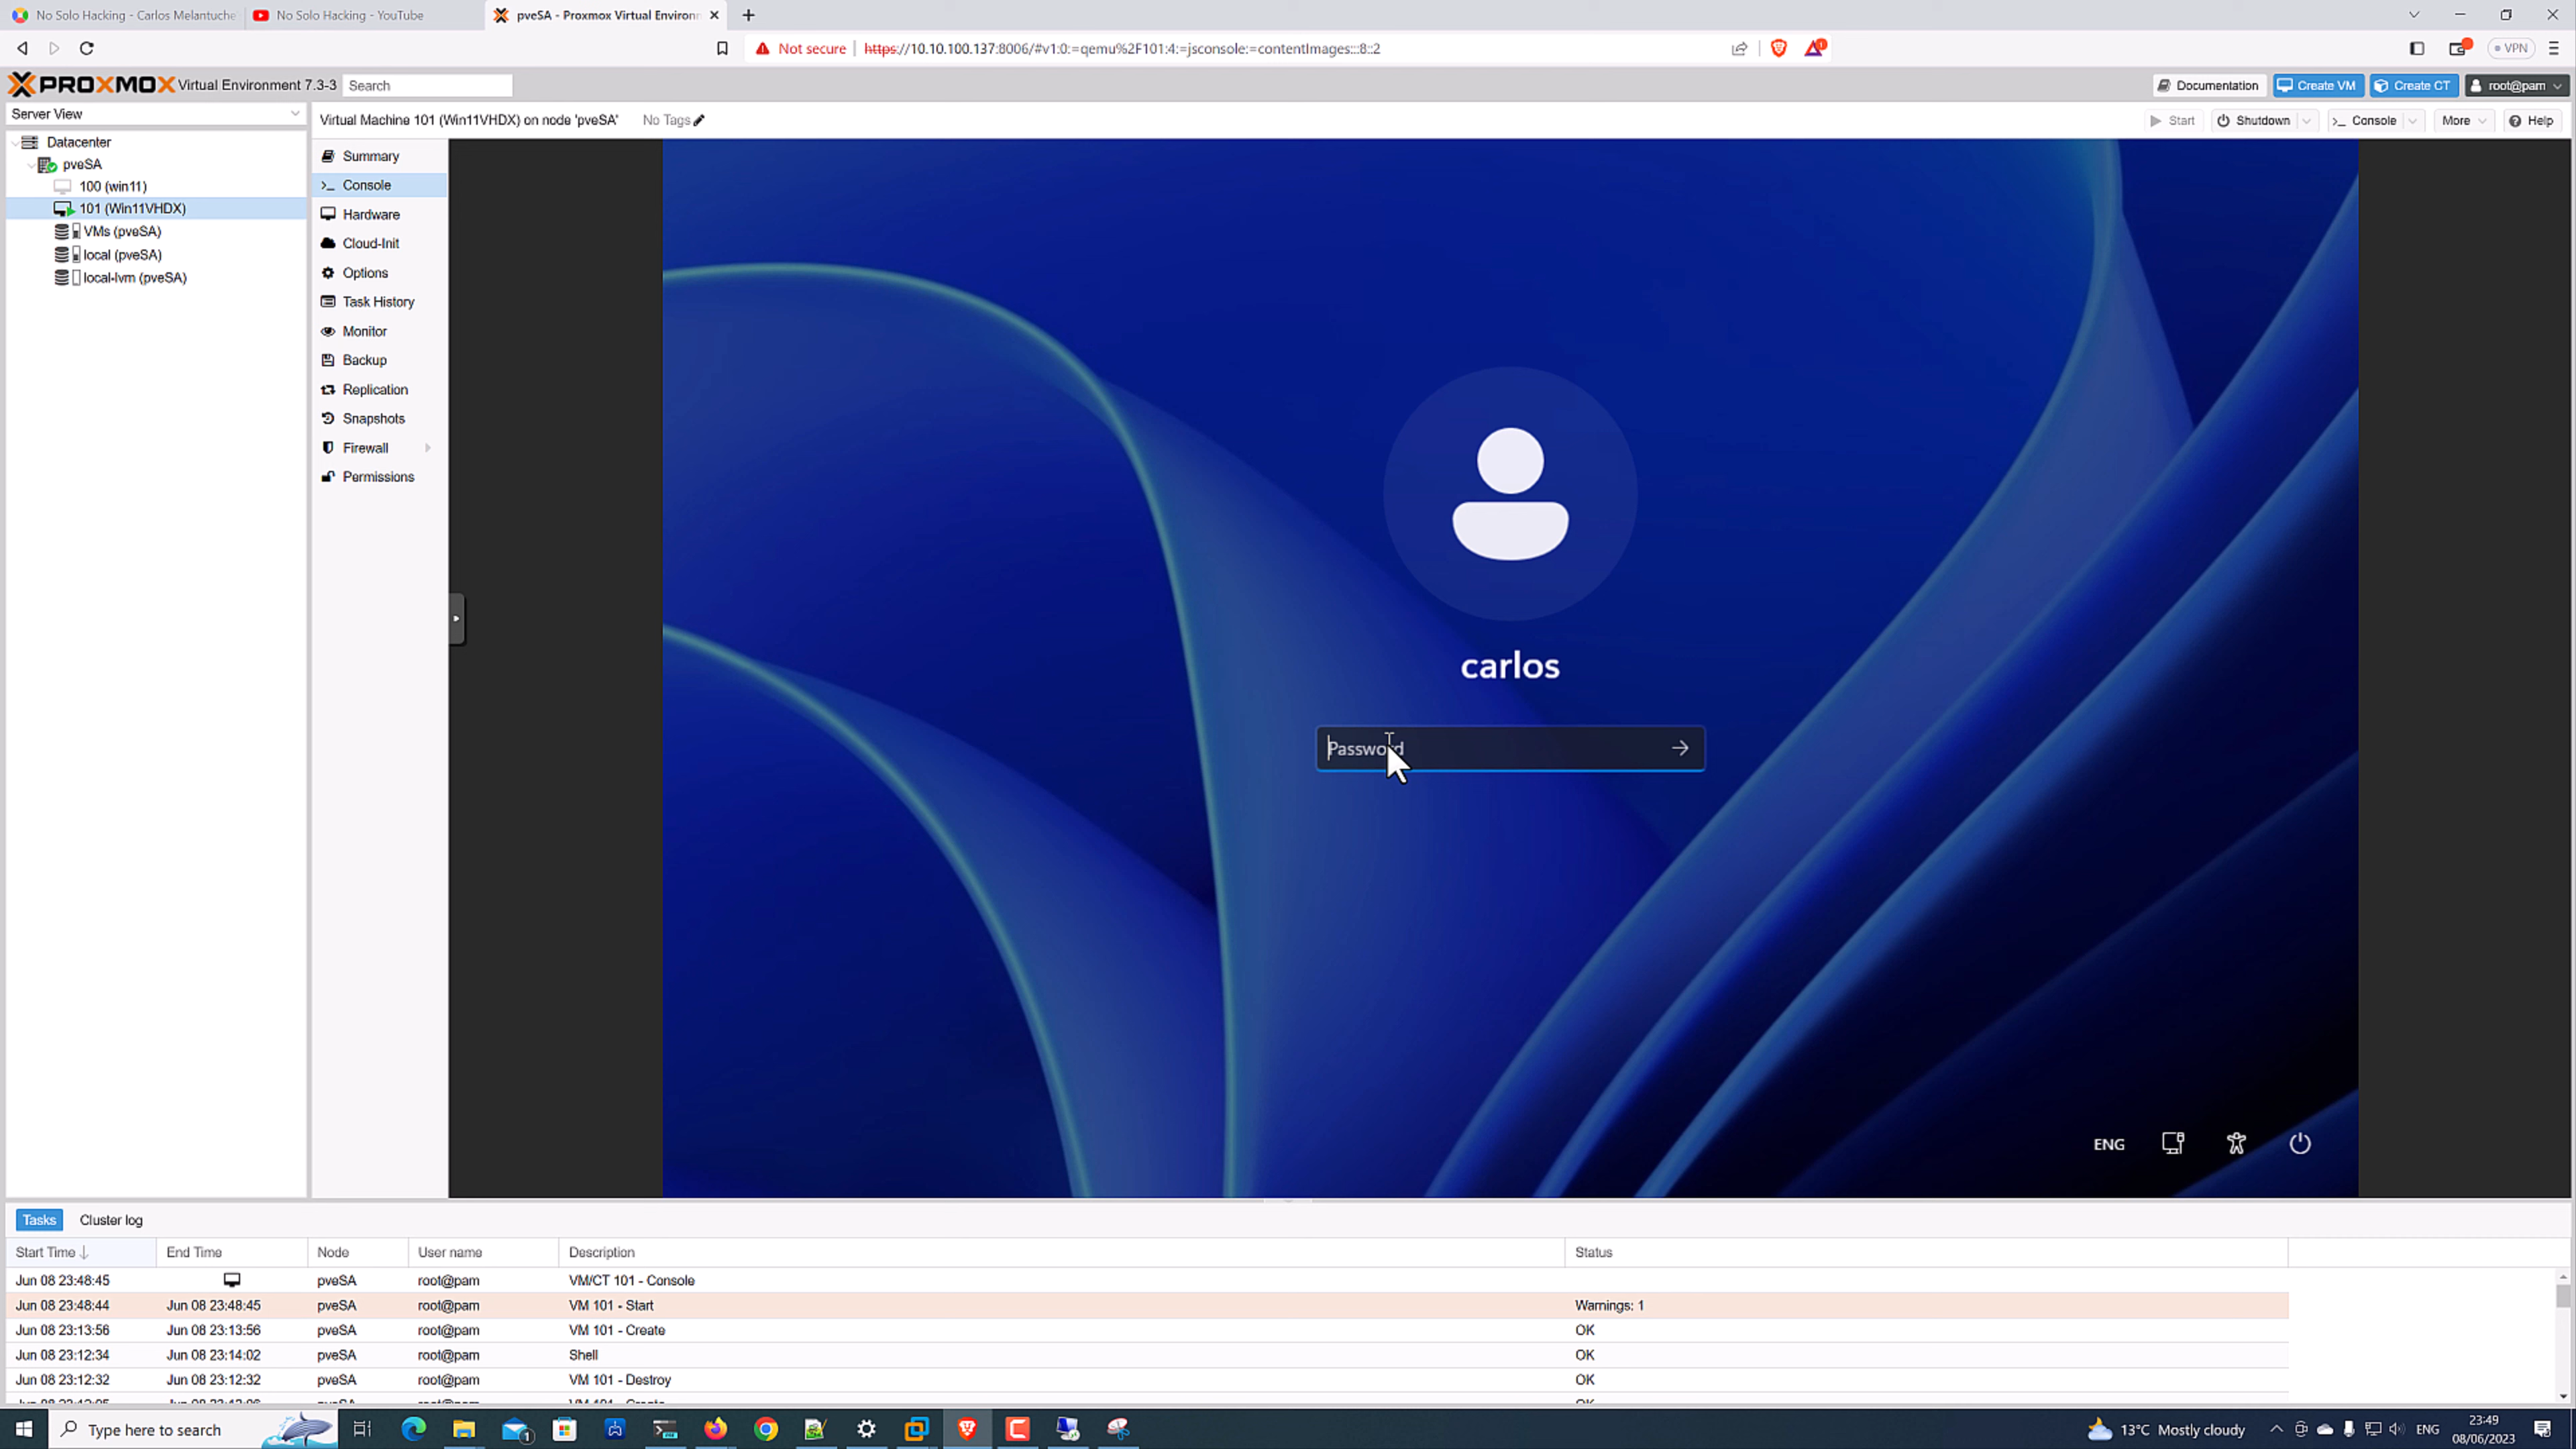 No Solo Hacking - Carlos Melantuche
No Solo Hacking - YouTube
pveSA - Proxmox Virtual Environ
Not secure
https://10.10.100.137:8006/#v1:0:=qemu%2F101:4:=jsconsole:=contentImages:::8::2
VPN
PROXMOX Virtual Environment 7.3-3
Search
Documentation
Create VM
Create CT
root@pam
Server View
Datacenter
pveSA
100 (win11)
101 (Win11VHDX)
VMs (pveSA)
local (pveSA)
local-lvm (pveSA)
Virtual Machine 101 (Win11VHDX) on node 'pveSA'
No Tags
Start
Shutdown
Console
More
Help
Summary
Console
Hardware
Cloud-Init
Options
Task History
Monitor
Backup
Replication
Snapshots
Firewall
Permissions
carlos
Password
ENG
Tasks
Cluster log
Start Time End Time Node User name Description Status
Jun 08 23:48:45 pveSA root@pam VM/CT 101 - Console
Jun 08 23:48:44 Jun 08 23:48:45 pveSA root@pam VM 101 - Start Warnings: 1
Jun 08 23:13:56 Jun 08 23:13:56 pveSA root@pam VM 101 - Create OK
Jun 08 23:12:34 Jun 08 23:14:02 pveSA root@pam Shell OK
Jun 08 23:12:32 Jun 08 23:12:32 pveSA root@pam VM 101 - Destroy OK
Type here to search
1
13°C Mostly cloudy
ENG
23:49
08/06/2023